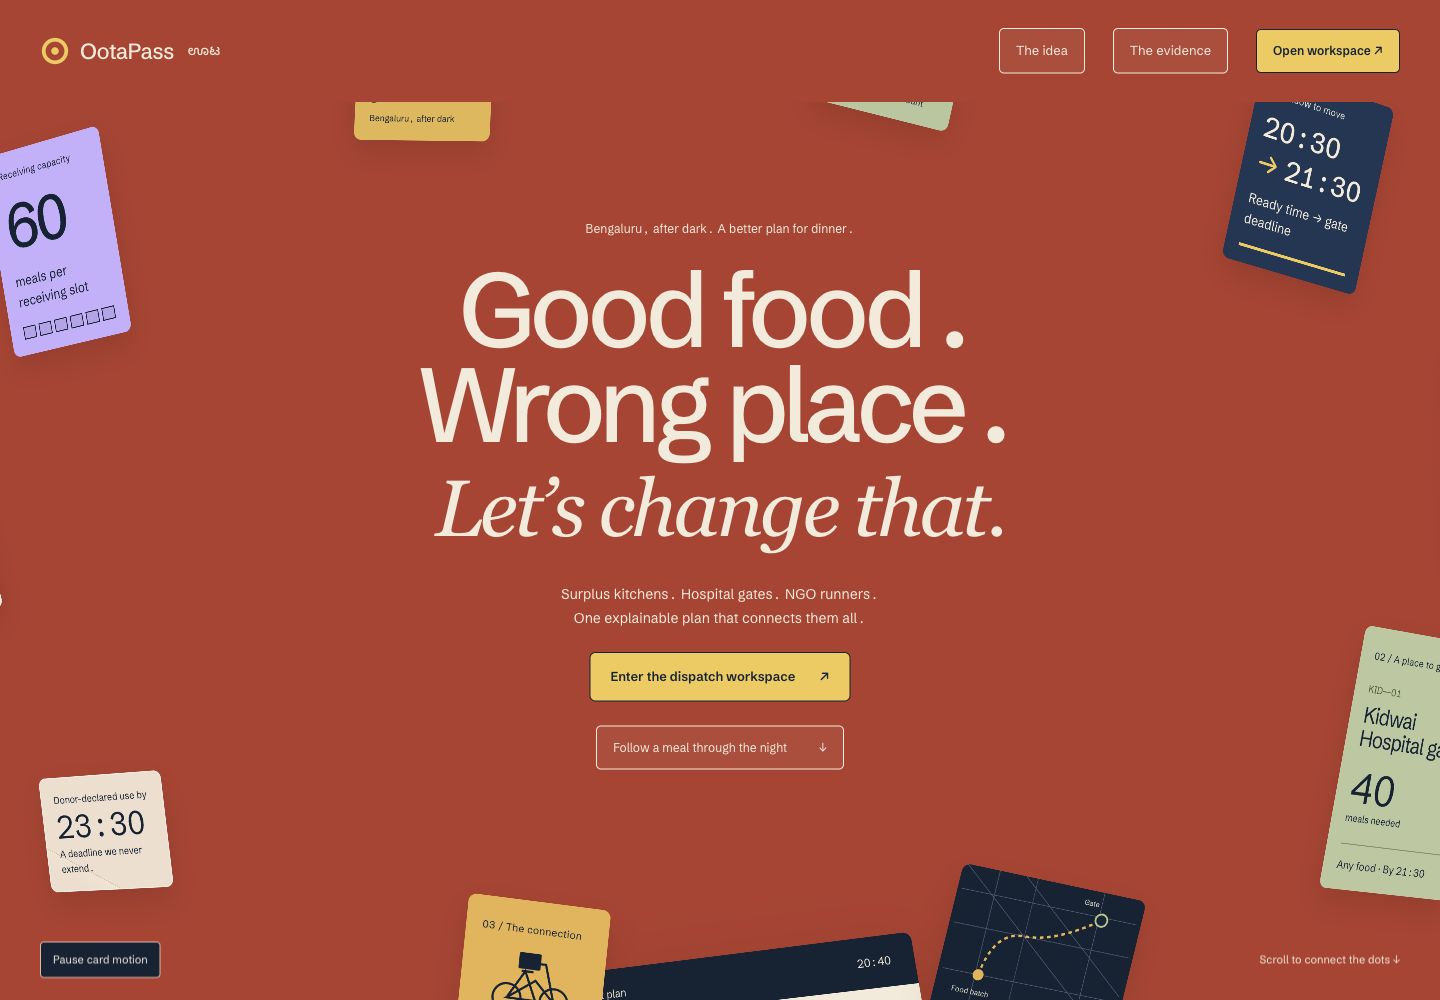 OotaPass ಊಟ
The idea
The evidence
Open workspace ↗
Bengaluru, after dark
Receiving capacity
60
meals per
receiving slot
to move
20:30
→ 21:30
Ready time → gate
deadline
Bengaluru, after dark. A better plan for dinner.
Good food.
Wrong place.
Let’s change that.
Surplus kitchens. Hospital gates. NGO runners.
One explainable plan that connects them all.
Enter the dispatch workspace ↗
Follow a meal through the night ↓
02 / A place to
KID—01
Kidwai
Hospital
40
meals needed
Any food · By 21:30
Donor-declared use by
23:30
A deadline we never
extend.
03 / The connection
plan
20:40
Gate
Food batch
Pause card motion
Scroll to connect the dots ↓